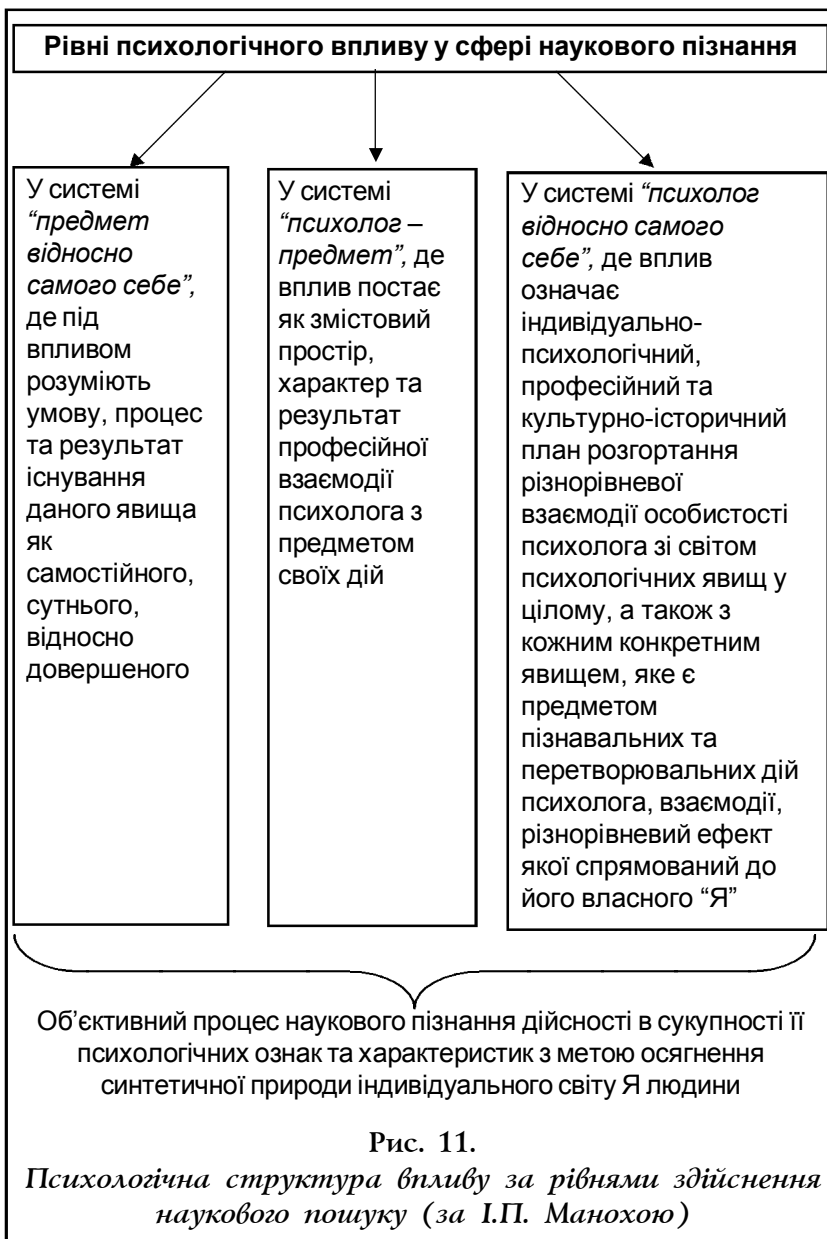 Рівні психологічного впливу у сфері наукового пізнання
У системі
“предмет
відносно
самого себе”,
де під
впливом
розуміють
умову, процес
та результат
існування
даного явища
як
самостійного,
сутнього,
відносно
довершеного
У системі
“психолог –
предмет”, де
вплив постає
як змістовий
простір,
характер та
результат
професійної
взаємодії
психолога з
предметом
своїх дій
У системі “психолог
відносно самого
себе”, де вплив
означає
індивідуально-
психологічний,
професійний та
культурно-історичний
план розгортання
різнорівневої
взаємодії особистості
психолога зі світом
психологічних явищ у
цілому, а також з
кожним конкретним
явищем, яке є
предметом
пізнавальних та
перетворювальних дій
психолога, взаємодії,
різнорівневий ефект
якої спрямований до
його власного “Я”
Об’єктивний процес наукового пізнання дійсності в сукупності її
психологічних ознак та характеристик з метою осягнення
синтетичної природи індивідуального світу Я людини
Рис. 11.
Психологічна структура впливу за рівнями здійснення
наукового пошуку (за І.П. Манохою)